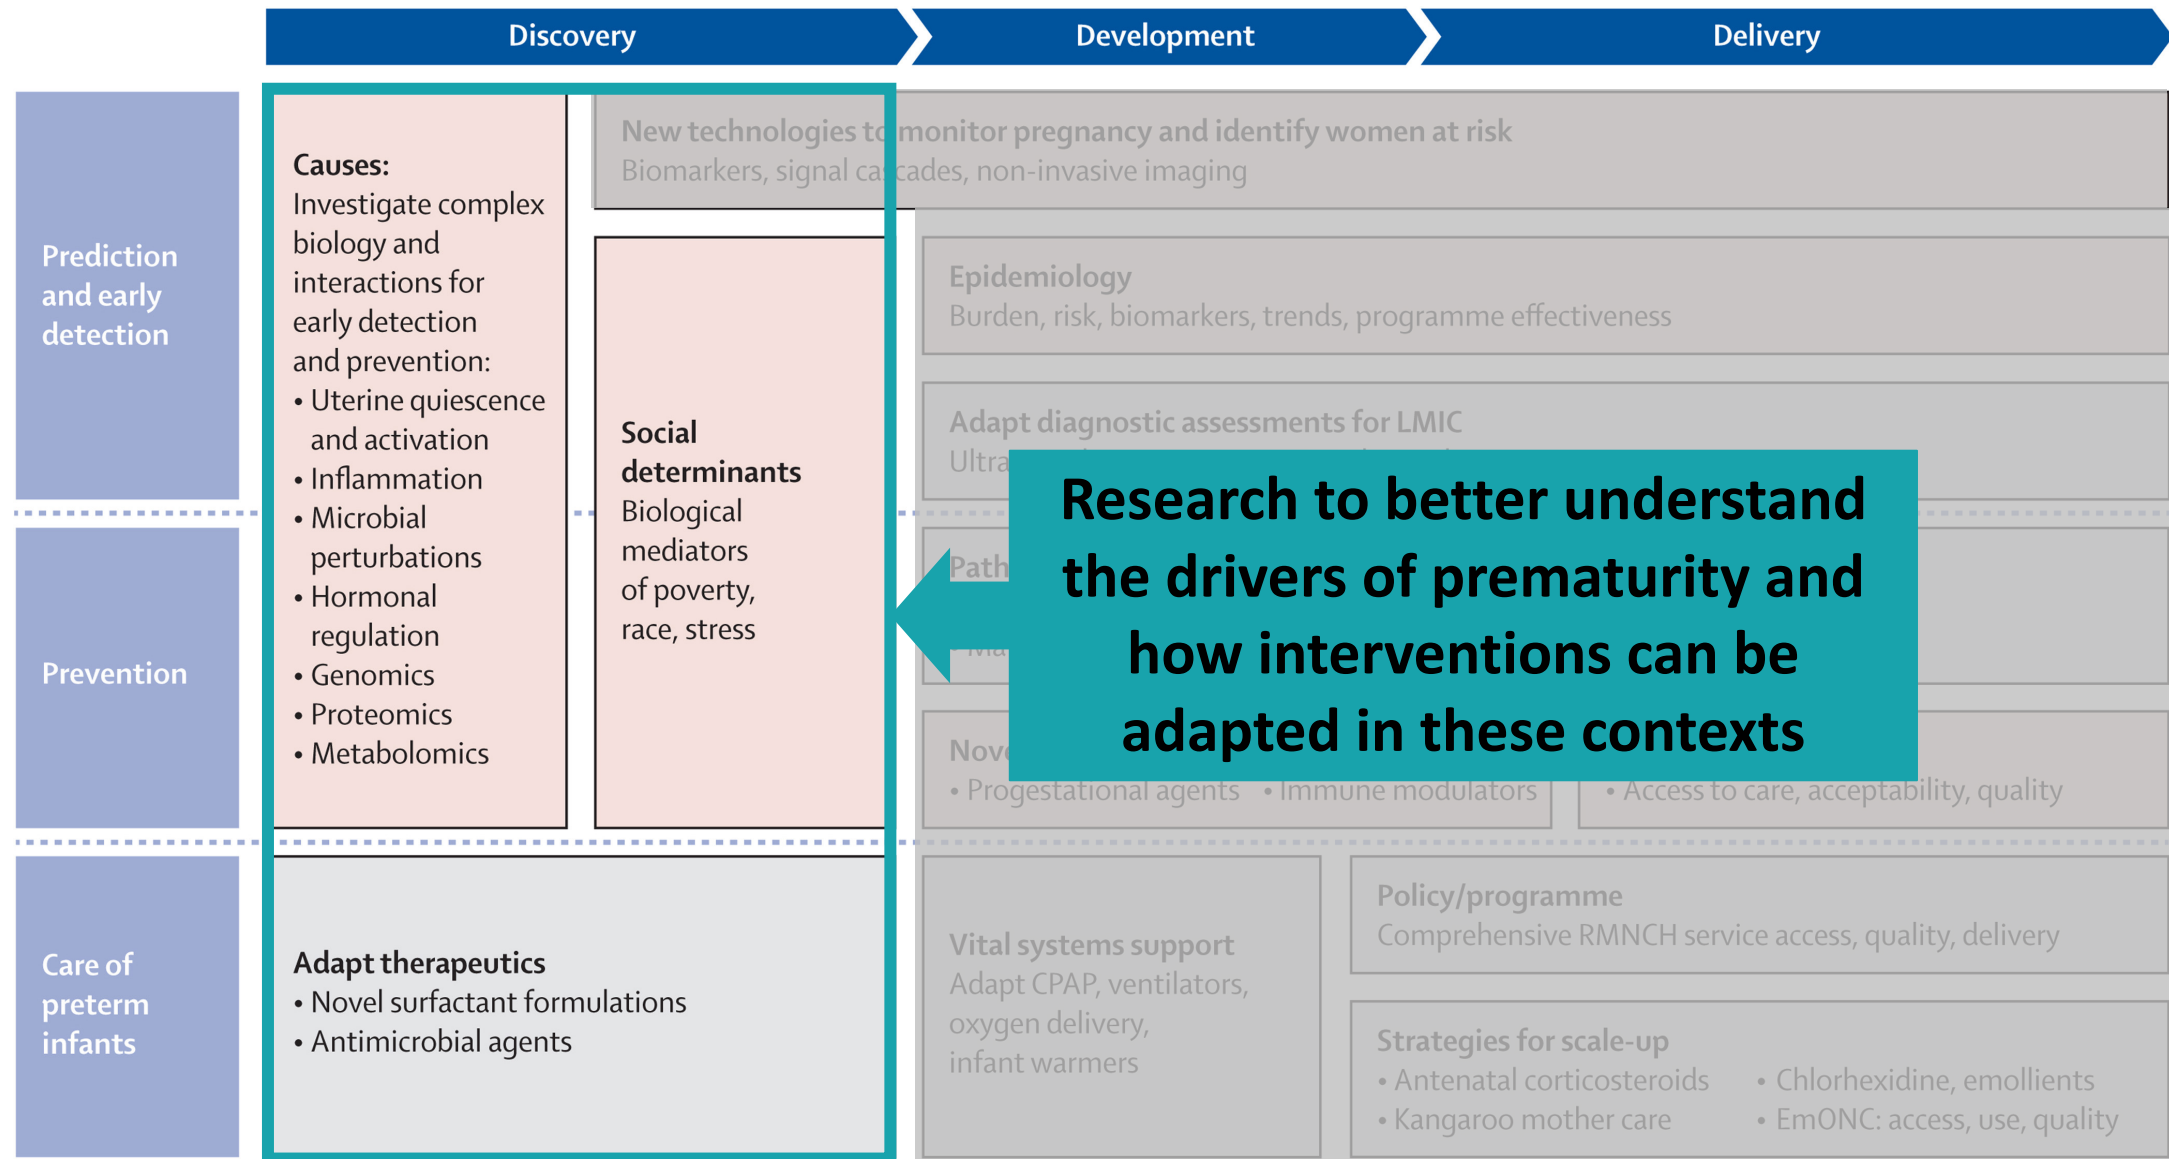 Discovery
Development
Delivery
Prediction
and early
detection
Causes:
Investigate complex
biology and
interactions for
early detection
and prevention:
• Uterine quiescence
and activation
• Inflammation
• Microbial
perturbations
• Hormonal
regulation
• Genomics
• Proteomics
• Metabolomics
New technologies to monitor pregnancy and identify women at risk
Biomarkers, signal cascades, non-invasive imaging
Social
determinants
Biological
mediators
of poverty,
race, stress
Epidemiology
Burden, risk, biomarkers, trends, programme effectiveness
Adapt diagnostic assessments for LMIC
Research to better understand
the drivers of prematurity and
how interventions can be
adapted in these contexts
Prevention
• Progestational agents • Immune modulators
• Access to care, acceptability, quality
Care of
preterm
infants
Adapt therapeutics
• Novel surfactant formulations
• Antimicrobial agents
Vital systems support
Adapt CPAP, ventilators,
oxygen delivery,
infant warmers
Policy/programme
Comprehensive RMNCH service access, quality, delivery
Strategies for scale-up
• Antenatal corticosteroids • Chlorhexidine, emollients
• Kangaroo mother care • EmONC: access, use, quality